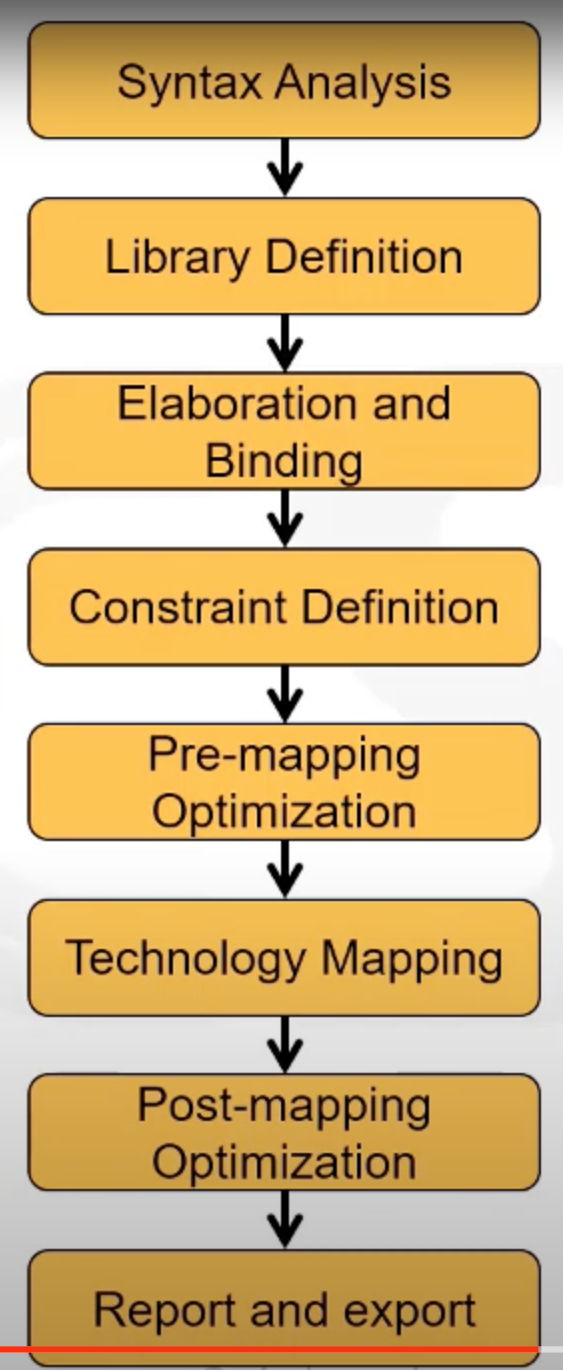 Syntax Analysis
Library Definition
Elaboration and
Binding
Constraint Definition
Pre-mapping
Optimization
Technology Mapping
Post-mapping
Optimization
Report and export